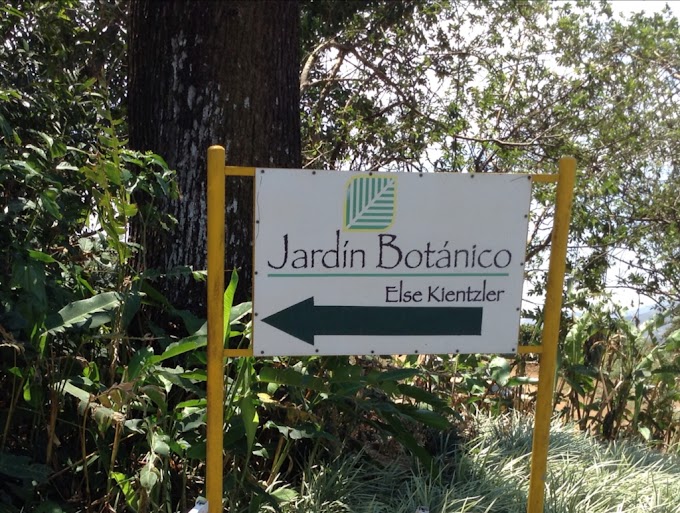 Jardín Botánico
Else Kientzler